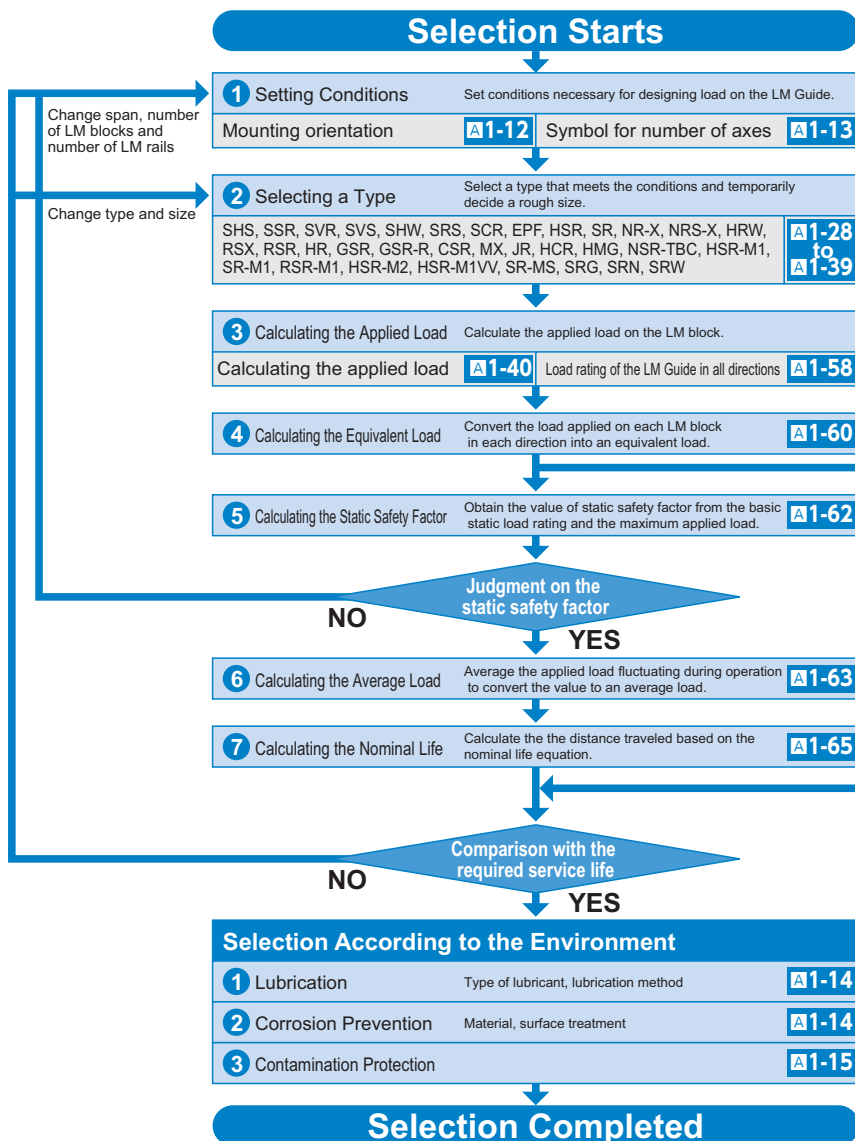 Selection Starts
1 Setting Conditions Set conditions necessary for designing load on the LM Guide.
Change span, number
of LM blocks and
number of LM rails
Mounting orientation A1-12 Symbol for number of axes A1-13
2 Selecting a Type Select a type that meets the conditions and temporarily
decide a rough size.
Change type and size
SHS, SSR, SVR, SVS, SHW, SRS, SCR, EPF, HSR, SR, NR-X, NRS-X, HRW,
RSX, RSR, HR, GSR, GSR-R, CSR, MX, JR, HCR, HMG, NSR-TBC, HSR-M1,
SR-M1, RSR-M1, HSR-M2, HSR-M1VV, SR-MS, SRG, SRN, SRW
A1-28
to
A1-39
3 Calculating the Applied Load Calculate the applied load on the LM block.
Calculating the applied load A1-40 Load rating of the LM Guide in all directions A1-58
4 Calculating the Equivalent Load Convert the load applied on each LM block
in each direction into an equivalent load.
A1-60
5 Calculating the Static Safety Factor Obtain the value of static safety factor from the basic
static load rating and the maximum applied load.
A1-62
Judgment on the
static safety factor
NO
YES
6 Calculating the Average Load Average the applied load fluctuating during operation
to convert the value to an average load.
A1-63
7 Calculating the Nominal Life Calculate the the distance traveled based on the
nominal life equation.
A1-65
Comparison with the
required service life
NO
YES
Selection According to the Environment
1 Lubrication Type of lubricant, lubrication method A1-14
2 Corrosion Prevention Material, surface treatment A1-14
3 Contamination Protection A1-15
Selection Completed